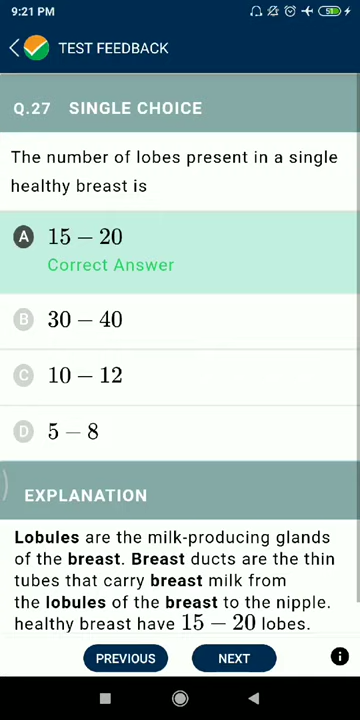 9:21 PM
51
TEST FEEDBACK
Q.27 SINGLE CHOICE
The number of lobes present in a single
healthy breast is
A 15 – 20
Correct Answer
B 30 – 40
C 10 – 12
D 5 – 8
EXPLANATION
Lobules are the milk-producing glands
of the breast. Breast ducts are the thin
tubes that carry breast milk from
the lobules of the breast to the nipple.
healthy breast have 15 – 20 lobes.
PREVIOUS NEXT